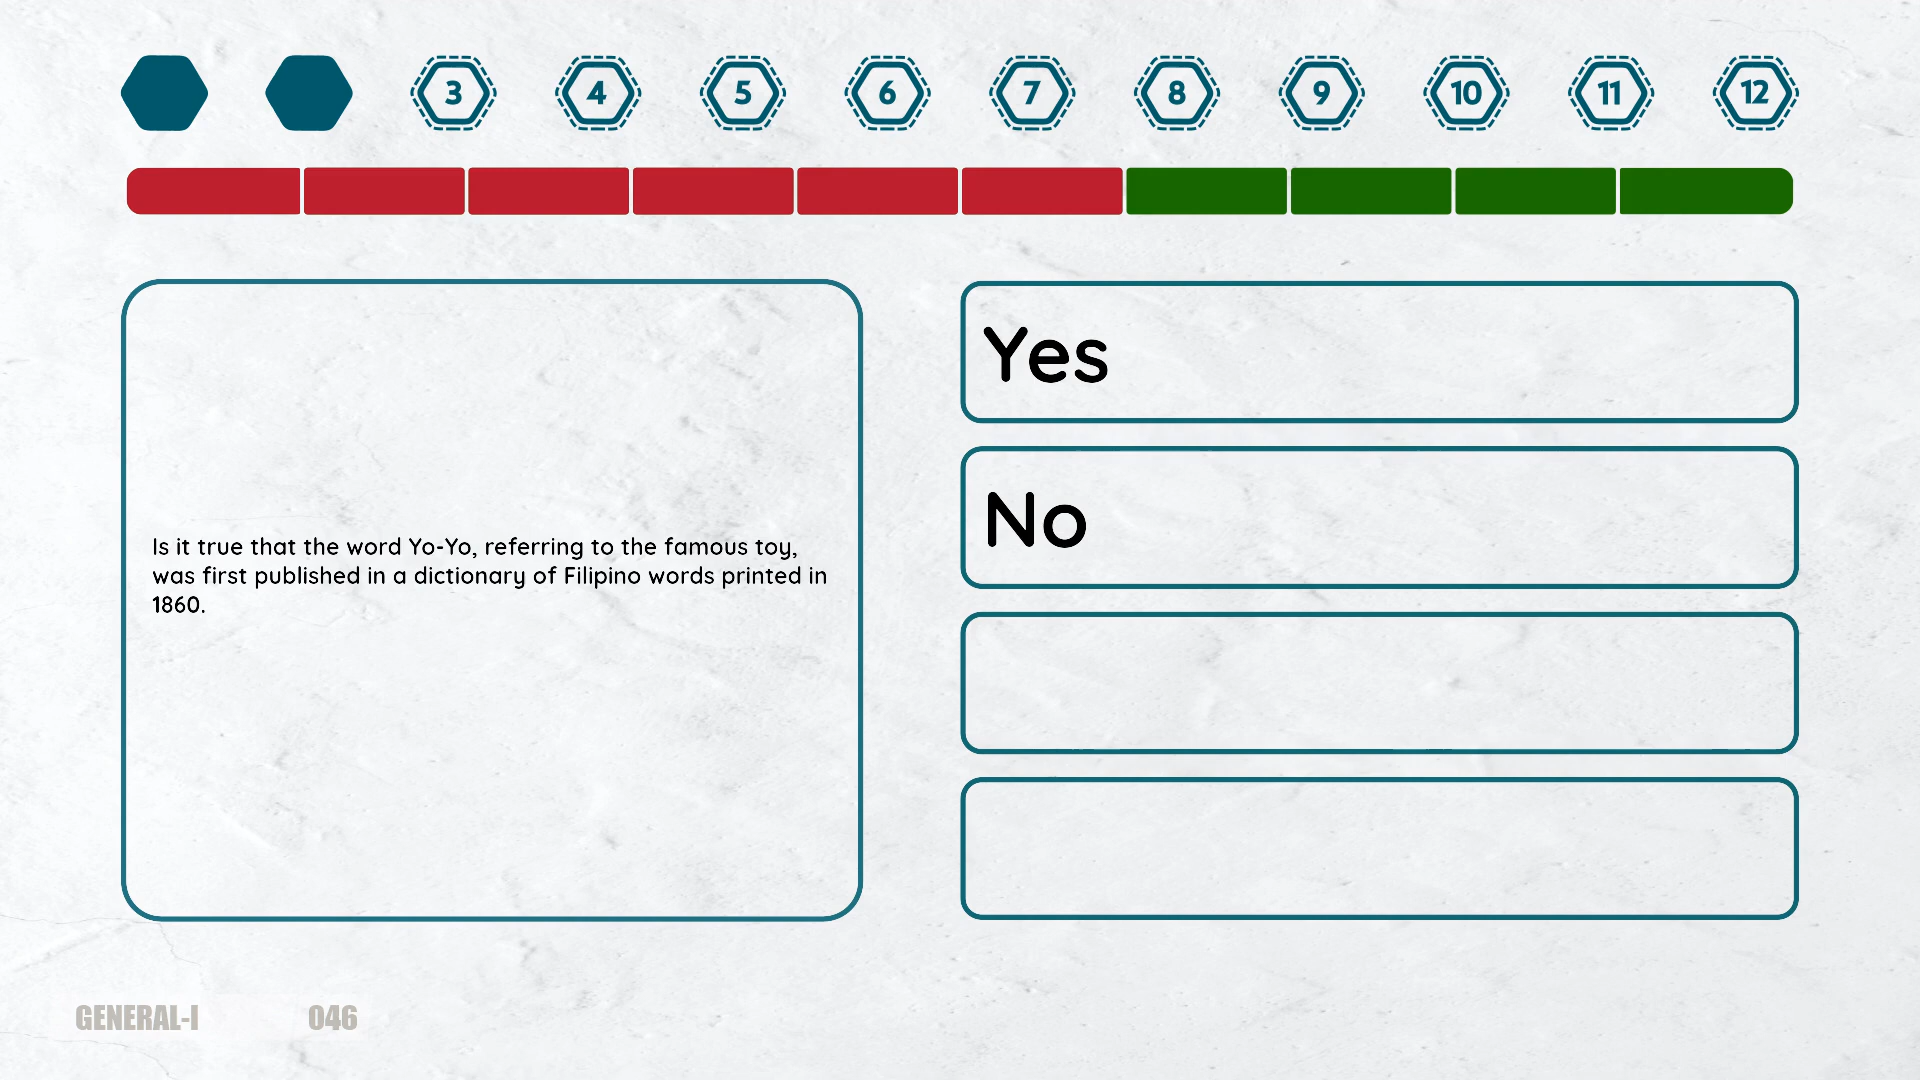 3 4 5 6 7 8 9 10 11 12
Is it true that the word Yo-Yo, referring to the famous toy,
was first published in a dictionary of Filipino words printed in
1860.
Yes
No
GENERAL-I 046